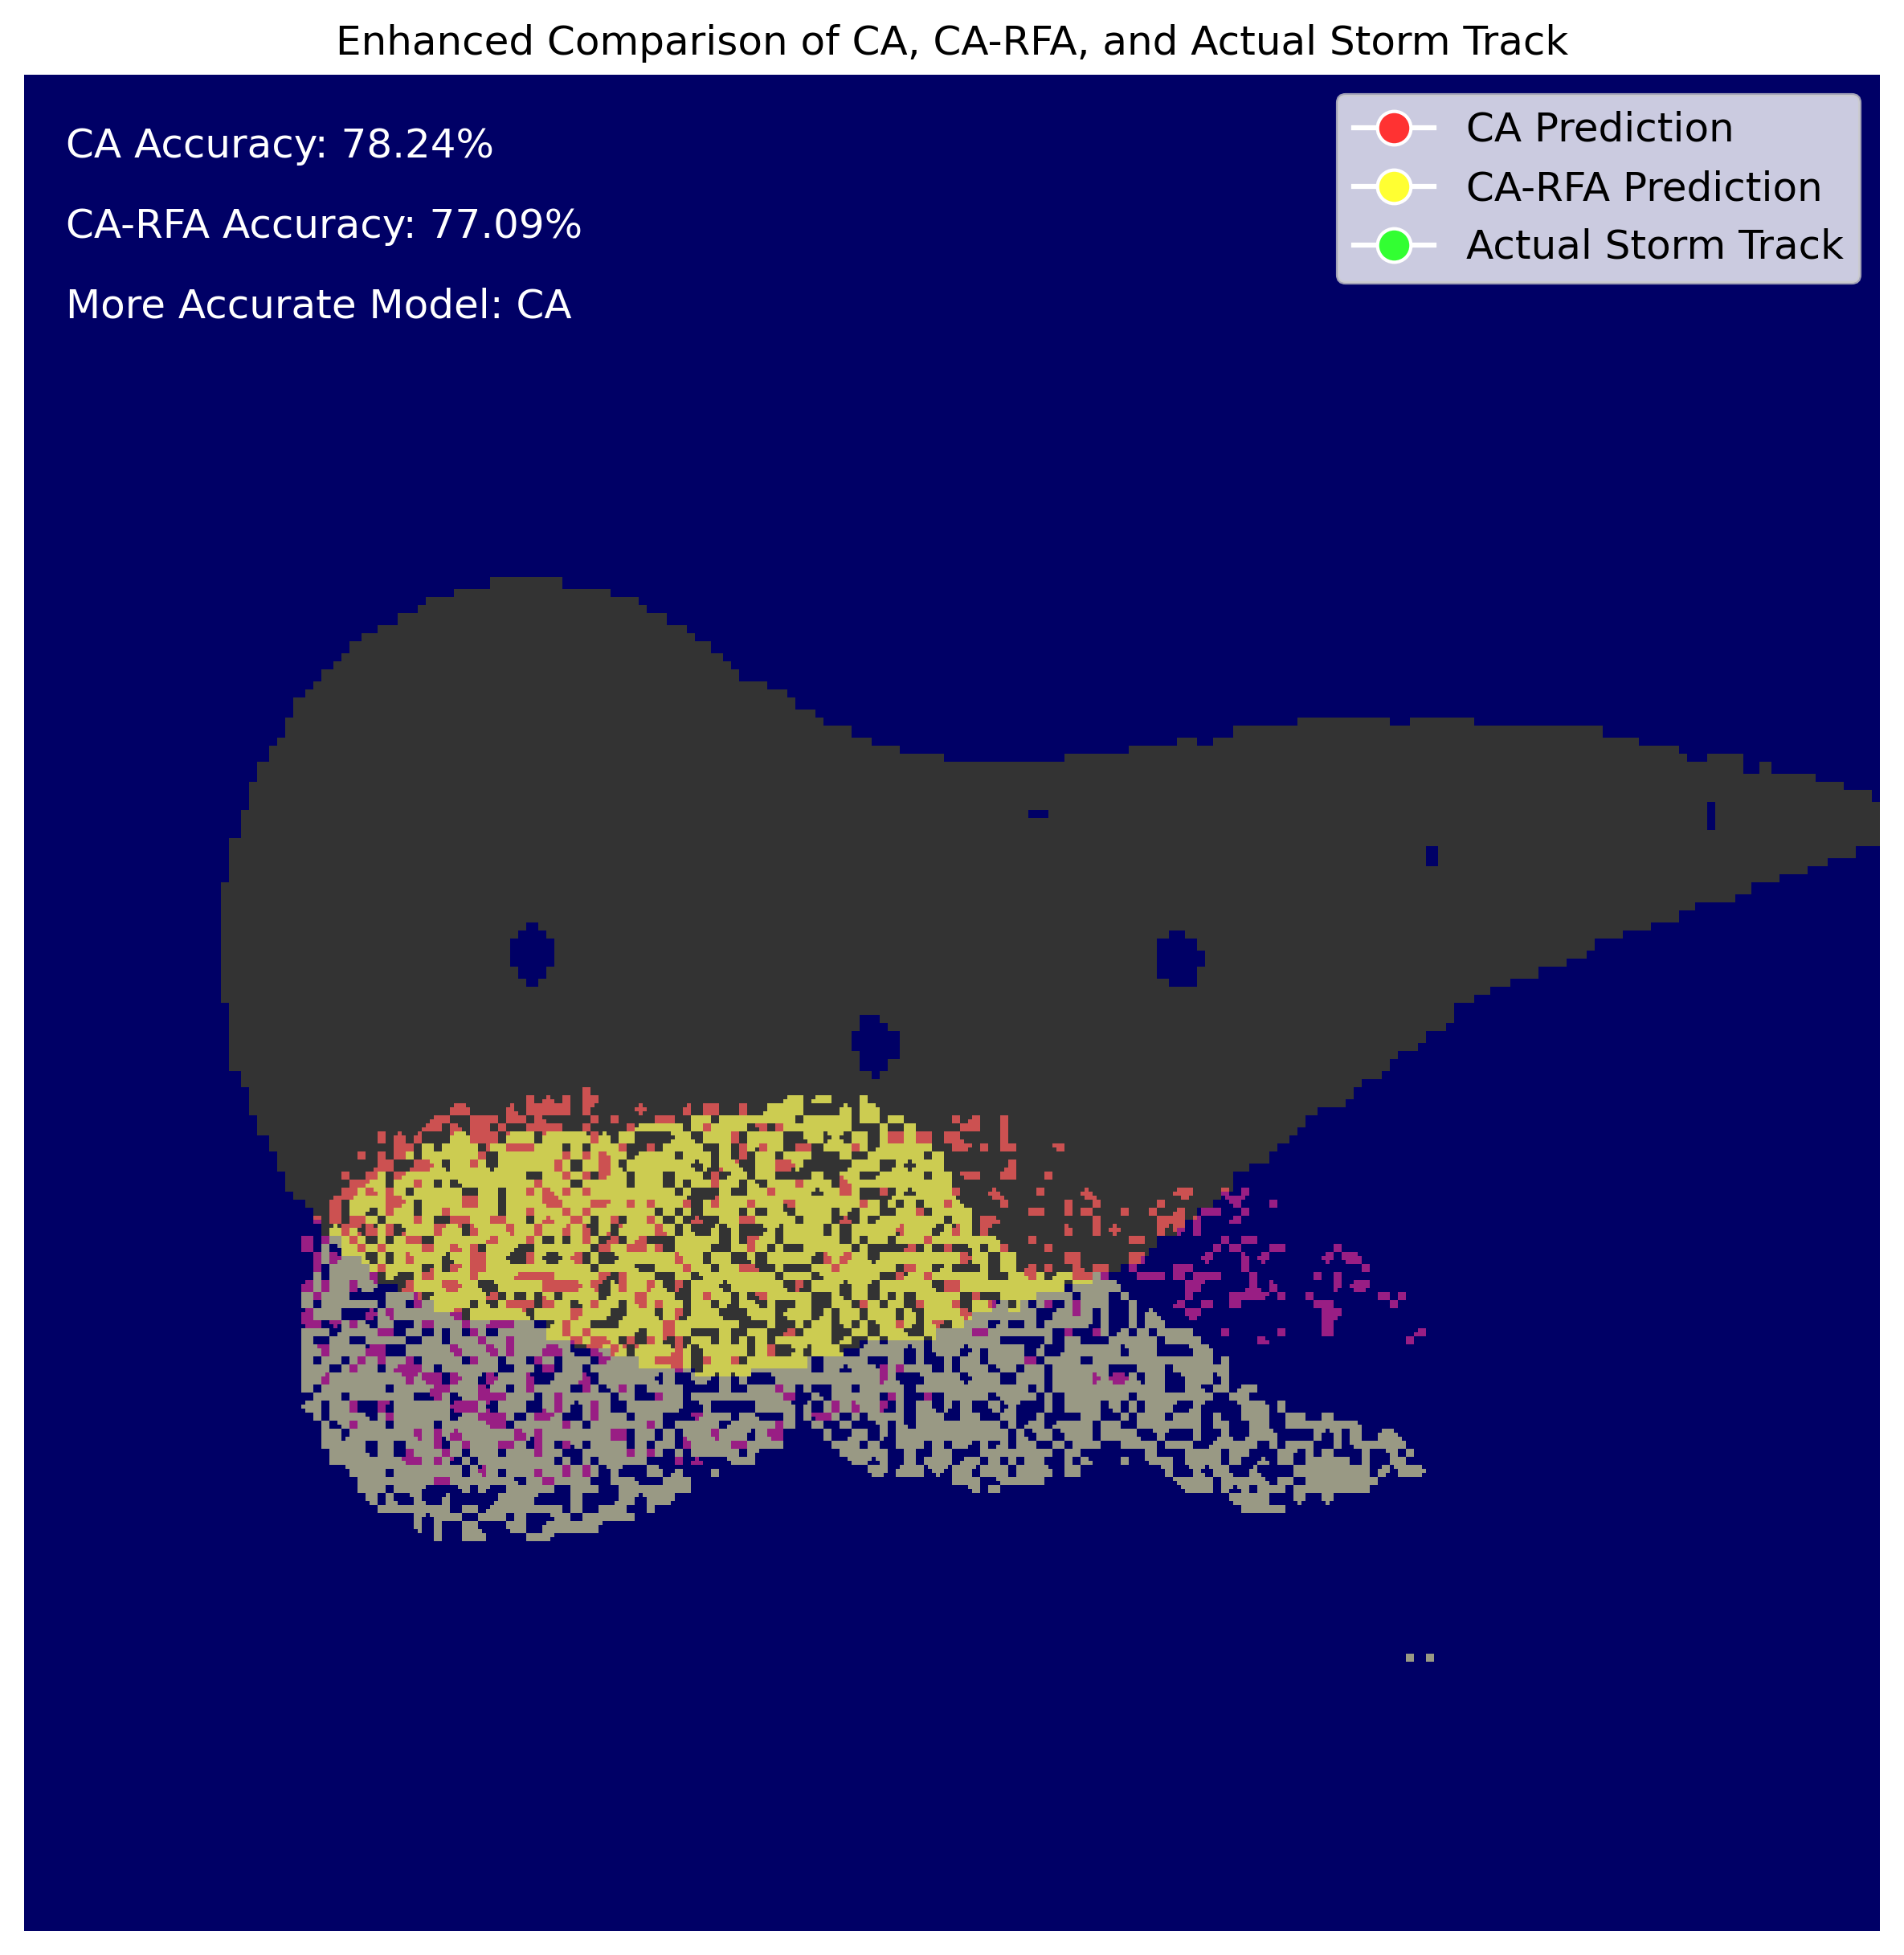 Enhanced Comparison of CA, CA-RFA, and Actual Storm Track
CA Accuracy: 78.24%
CA-RFA Accuracy: 77.09%
More Accurate Model: CA
CA Prediction
CA-RFA Prediction
Actual Storm Track